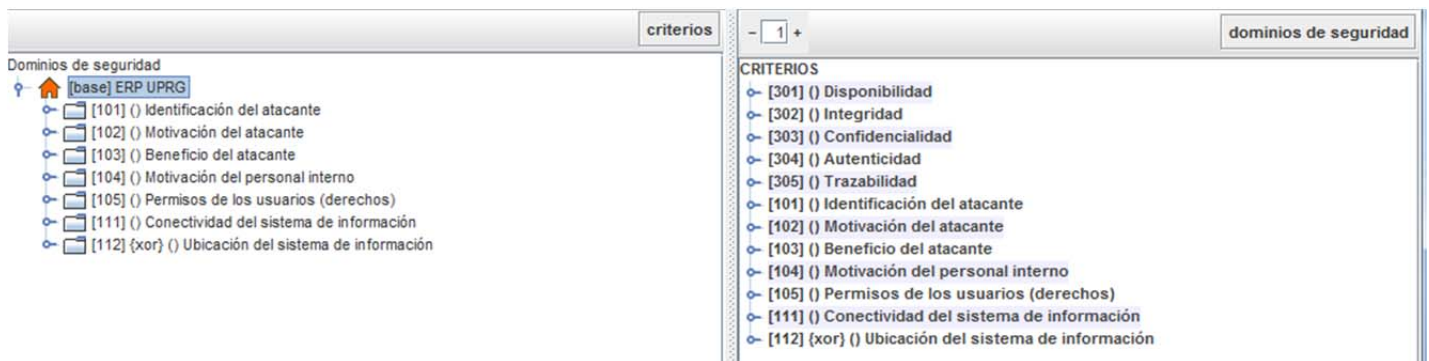 criterios
Dominios de seguridad
[base] ERP UPRG
[101] () Identificación del atacante
[102] () Motivación del atacante
[103] () Beneficio del atacante
[104] () Motivación del personal interno
[105] () Permisos de los usuarios (derechos)
[111] () Conectividad del sistema de información
[112] {xor} () Ubicación del sistema de información
- 1 +
dominios de seguridad
CRITERIOS
[301] () Disponibilidad
[302] () Integridad
[303] () Confidencialidad
[304] () Autenticidad
[305] () Trazabilidad
[101] () Identificación del atacante
[102] () Motivación del atacante
[103] () Beneficio del atacante
[104] () Motivación del personal interno
[105] () Permisos de los usuarios (derechos)
[111] () Conectividad del sistema de información
[112] {xor} () Ubicación del sistema de información